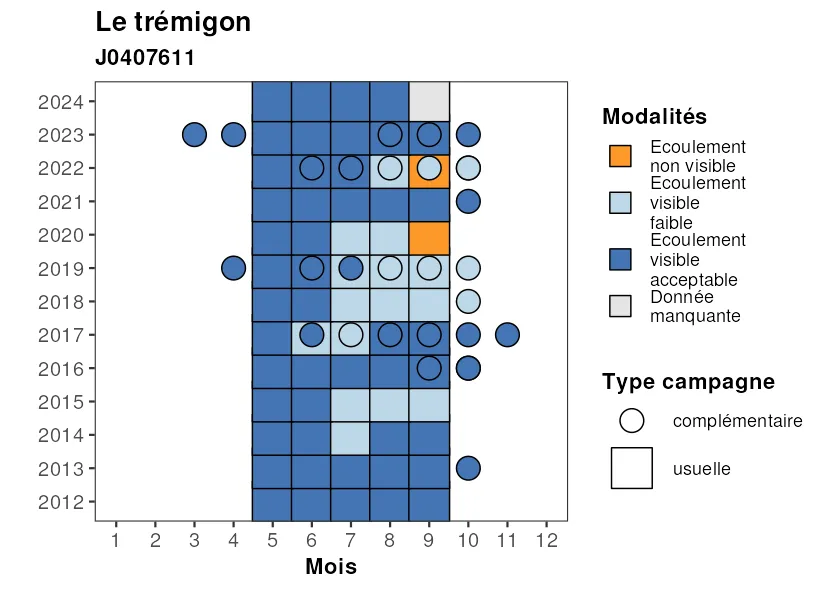 Le trémigon
J0407611
2024
2023
2022
2021
2020
2019
2018
2017
2016
2015
2014
2013
2012
1 2 3 4 5 6 7 8 9 10 11 12
Mois
Modalités
Ecoulement
non visible
Ecoulement
visible
faible
Ecoulement
visible
acceptable
Donnée
manquante
Type campagne
complémentaire
usuelle